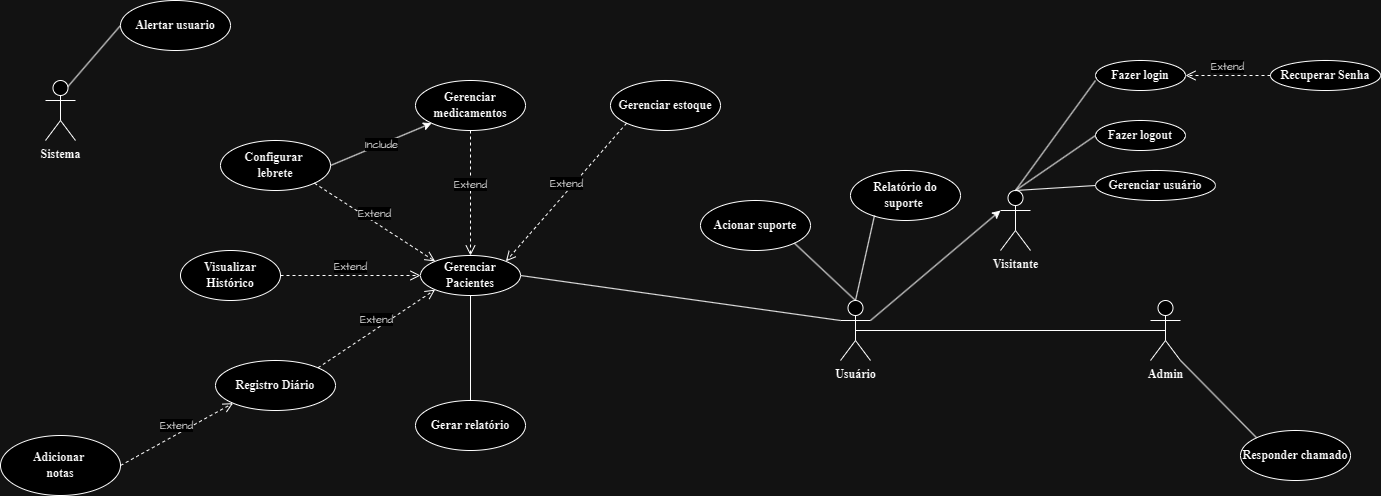 Alertar usuario
Fazer login
Extend
Recuperar Senha
Gerenciar
medicamentos
Gerenciar estoque
Sistema
Fazer logout
Include
Configurar
lebrete
Extend
Extend
Gerenciar usuário
Relatório do
suporte
Extend
Acionar suporte
Visitante
Visualizar
Histórico
Extend
Gerenciar
Pacientes
Extend
Usuário
Admin
Registro Diário
Extend
Gerar relatório
Adicionar
notas
Responder chamado